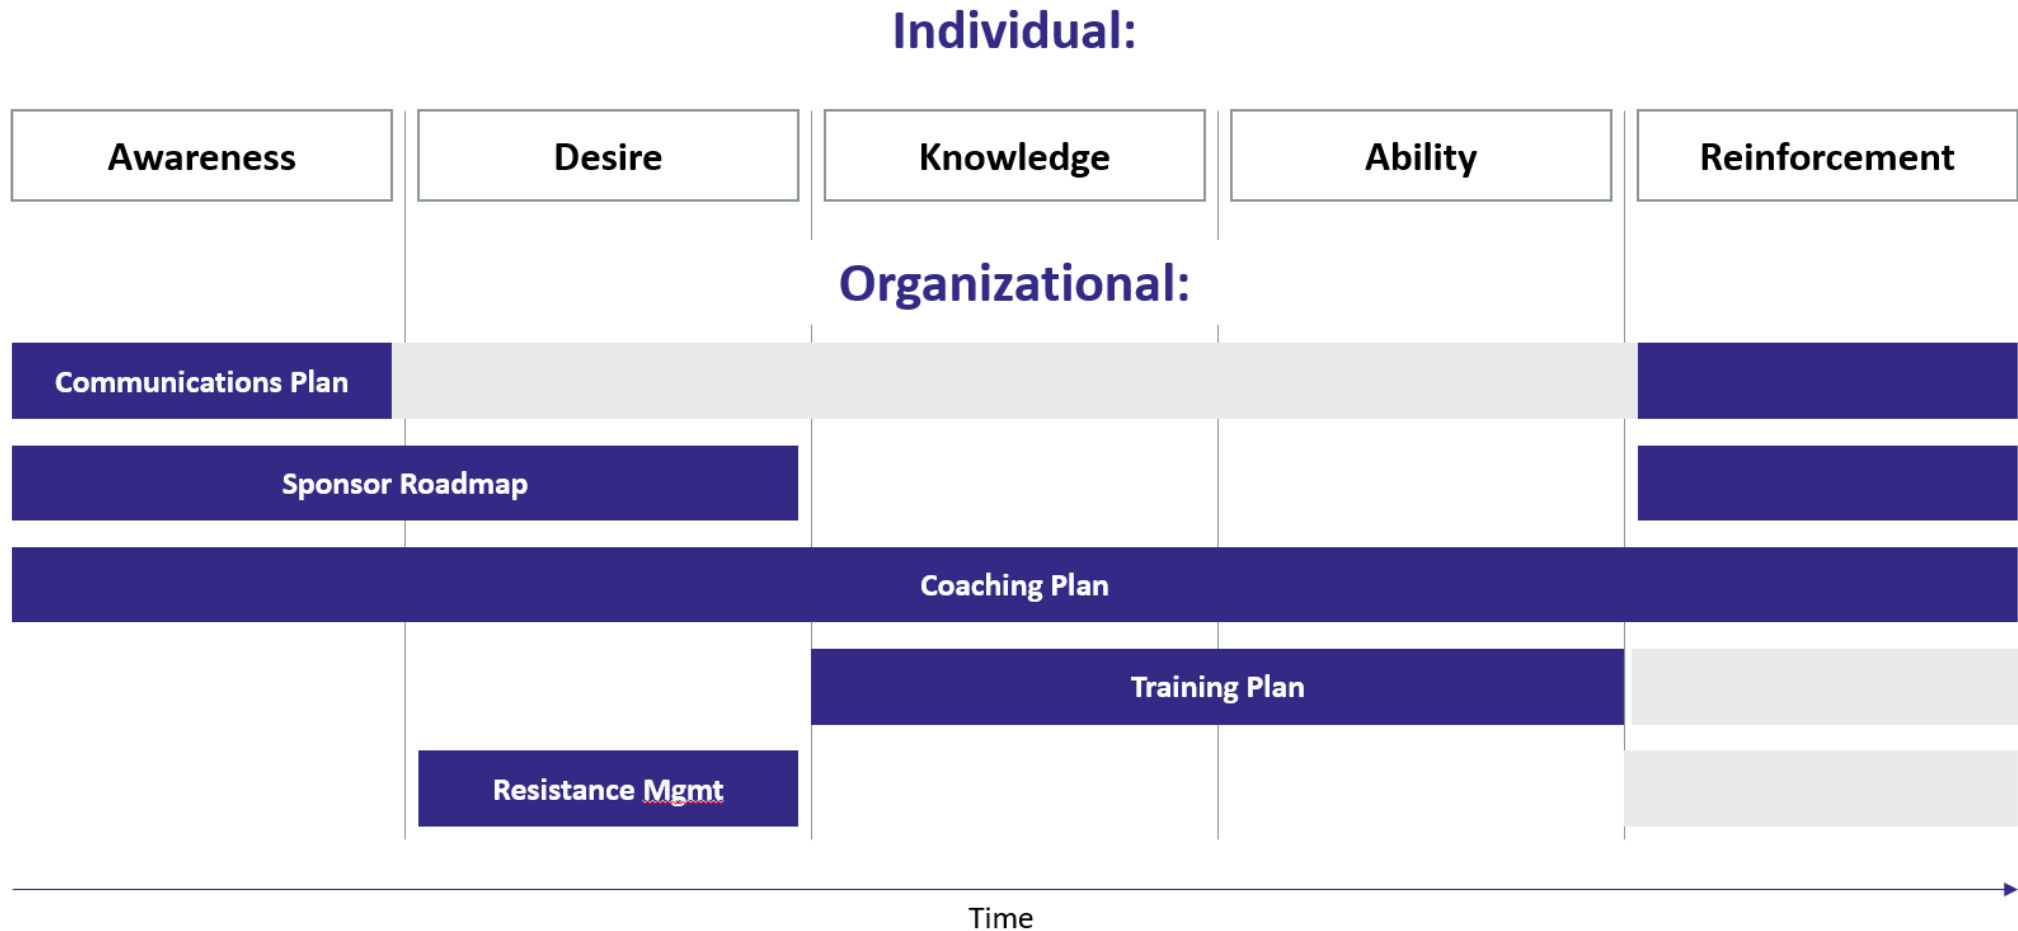 Individual:
Awareness
Desire
Knowledge
Ability
Reinforcement
Organizational:
Communications Plan
Sponsor Roadmap
Coaching Plan
Training Plan
Resistance Mgmt
Time